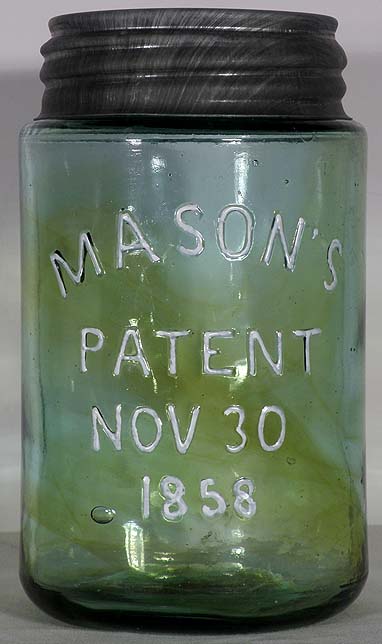 MASON'S
PATENT
NOV 30
1858